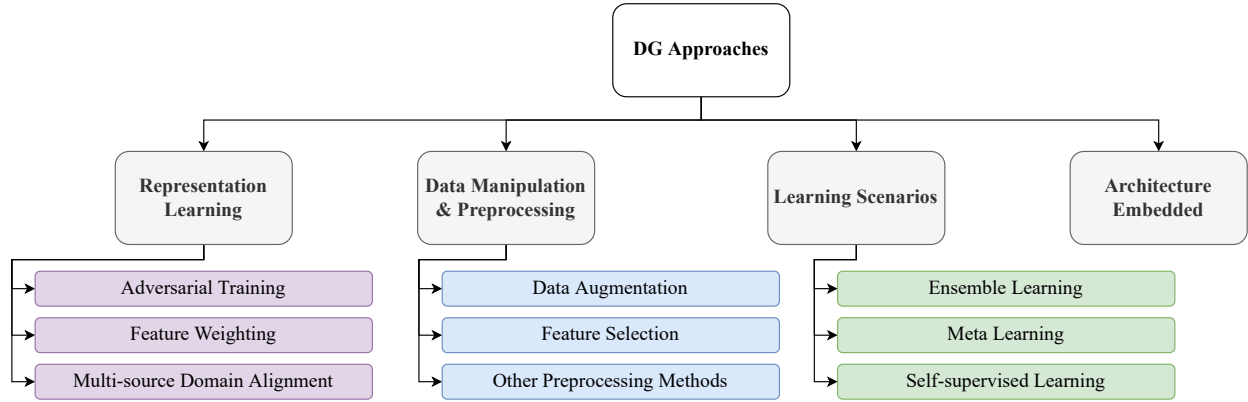 DG Approaches
Representation
Learning
Data Manipulation
& Preprocessing
Learning Scenarios
Architecture
Embedded
Adversarial Training
Feature Weighting
Multi-source Domain Alignment
Data Augmentation
Feature Selection
Other Preprocessing Methods
Ensemble Learning
Meta Learning
Self-supervised Learning